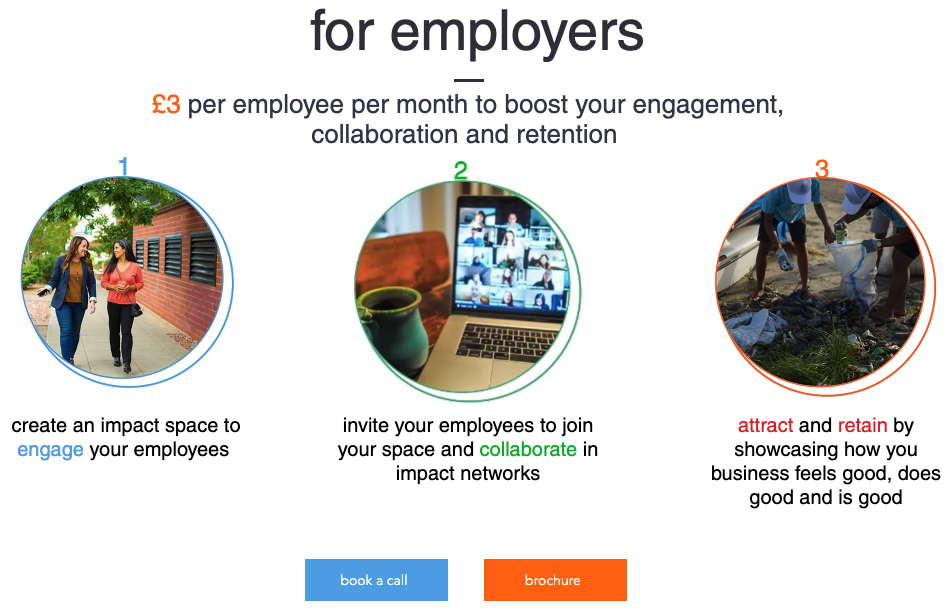 for employers
£3 per employee per month to boost your engagement,
collaboration and retention
1
2
3
create an impact space to
engage your employees
invite your employees to join
your space and collaborate in
impact networks
attract and retain by
showcasing how you
business feels good, does
good and is good
book a call
brochure